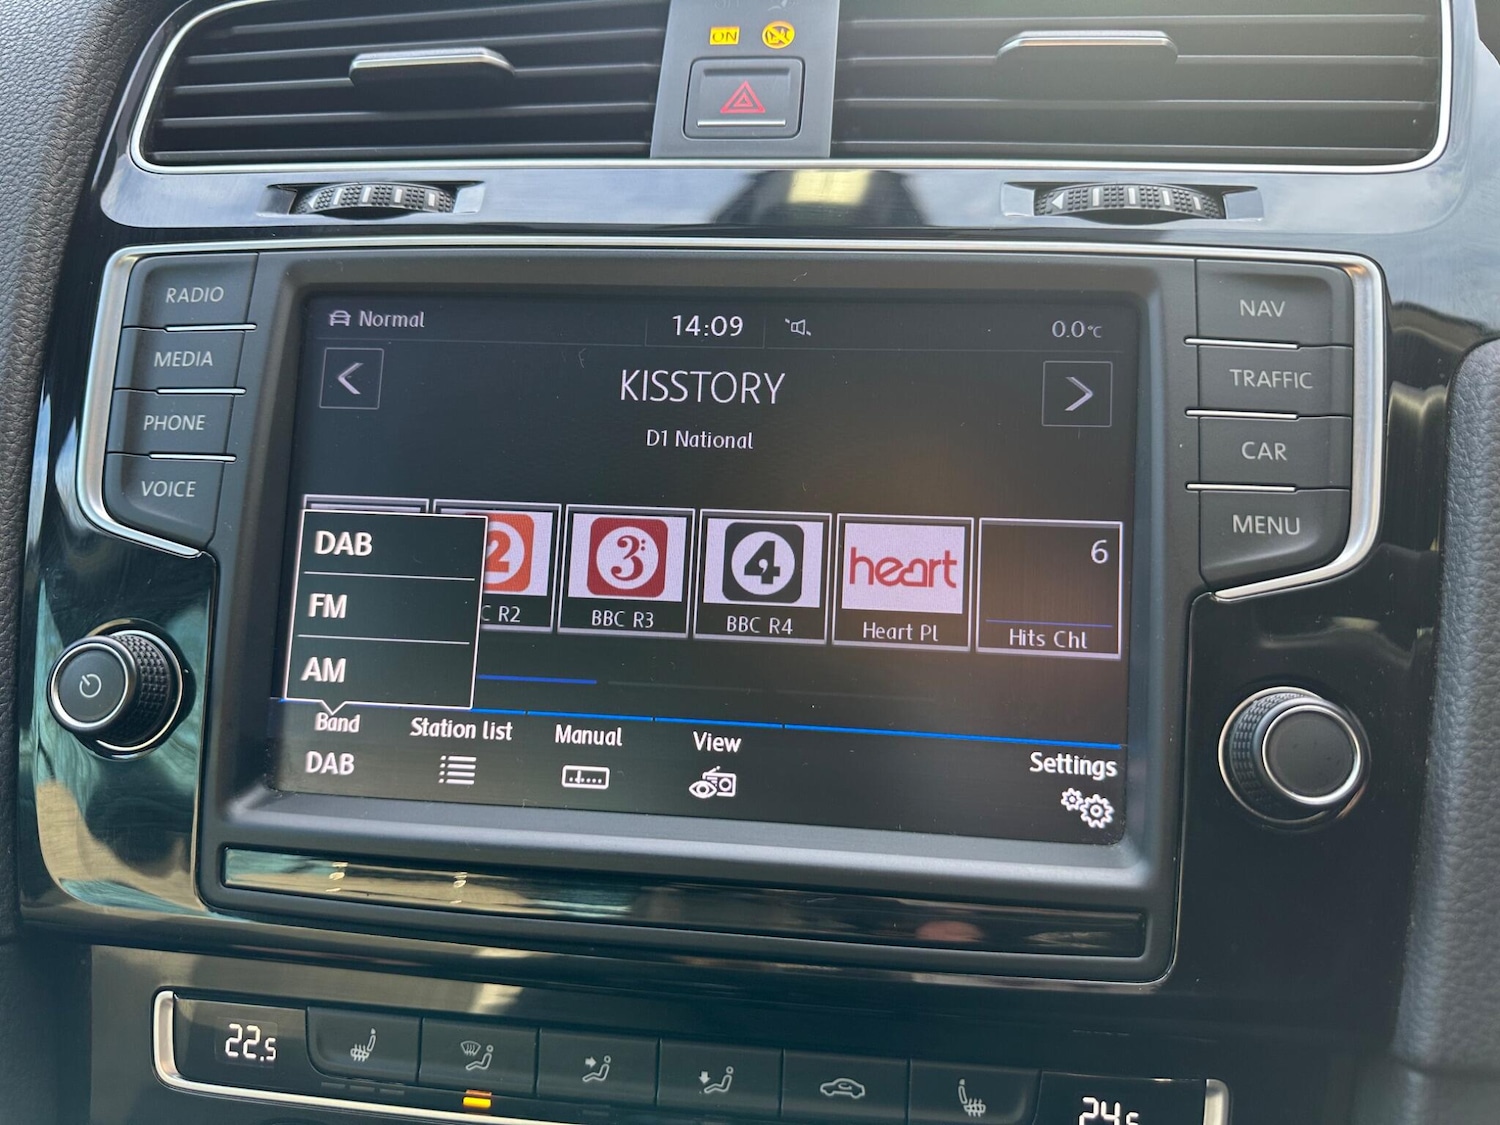 ON
RADIO
MEDIA
PHONE
VOICE
Normal
14:09
0.0°C
KISSTORY
D1 National
DAB
FM
AM
2
C R2
3
BBC R3
4
BBC R4
heart
Heart Pl
6
Hits Chl
Band
DAB
Station list
Manual
View
Settings
NAV
TRAFFIC
CAR
MENU
22.5
24.5